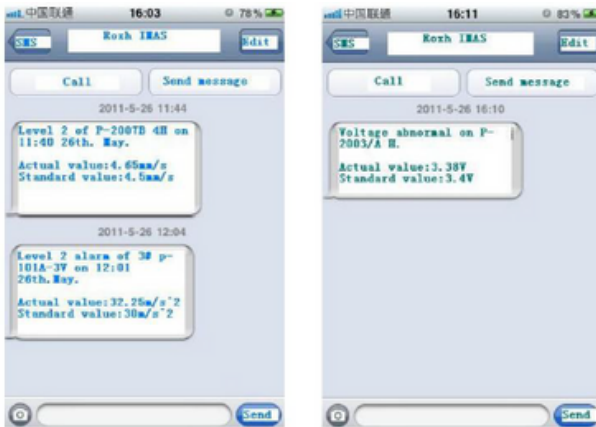 中国联通 16:03 78%
SMS Roxh IMAS Edit
Call Send message
2011-5-26 11:44
Level 2 of P-2007B 4H on
11:40 26th. May.
Actual value:4.65mm/s
Standard value:4.5mm/s
2011-5-26 12:04
Level 2 alarm of 3# p-
101A-3V on 12:01
26th.May.
Actual value:32.25m/s^2
Standard value:30m/s^2
Send
中国联通 16:11 83%
SMS Roxh IMAS Edit
Call Send message
2011-5-26 16:10
Voltage abnormal on P-
2003/A H.
Actual value:3.38V
Standard value:3.4V
Send